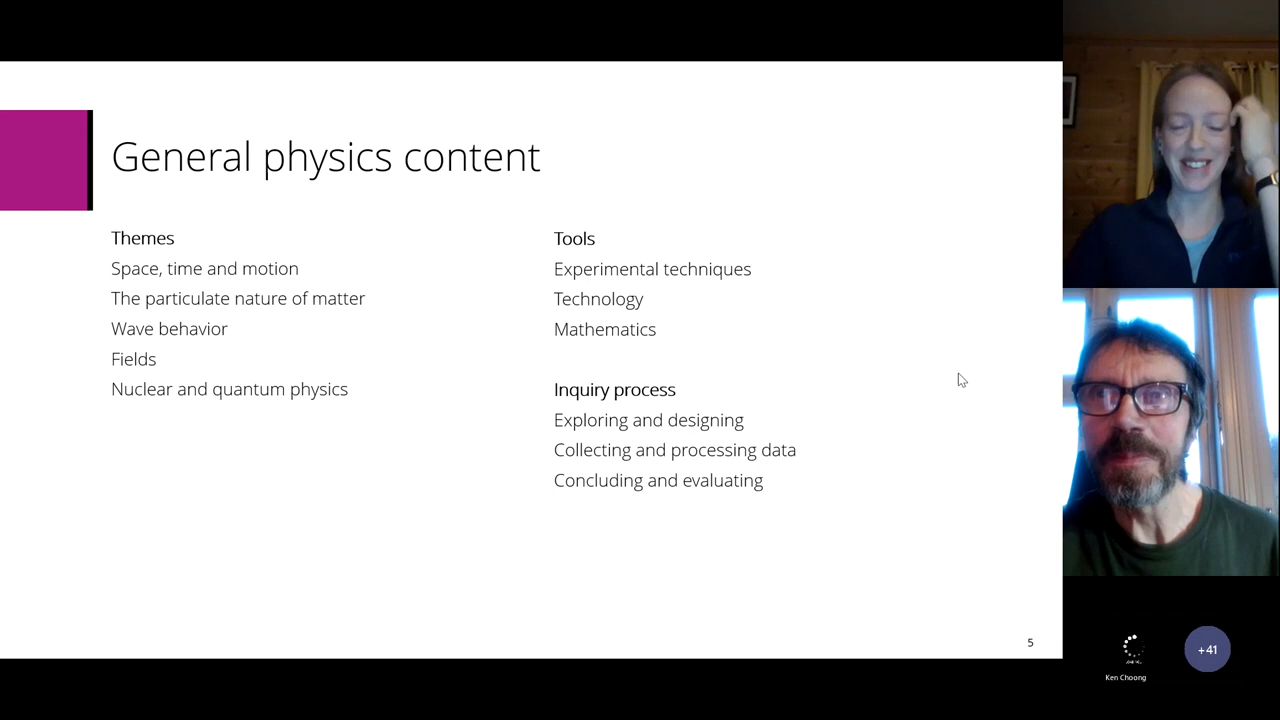 General physics content
Themes
Space, time and motion
The particulate nature of matter
Wave behavior
Fields
Nuclear and quantum physics
Tools
Experimental techniques
Technology
Mathematics
Inquiry process
Exploring and designing
Collecting and processing data
Concluding and evaluating
5
+41
Ken Choong